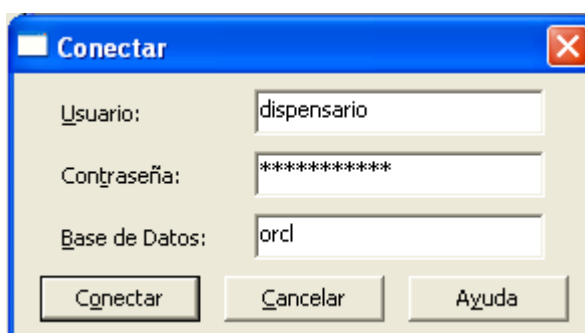 Conectar
Usuario: dispensario
Contraseña: ***********
Base de Datos: orcl
Conectar Cancelar Ayuda